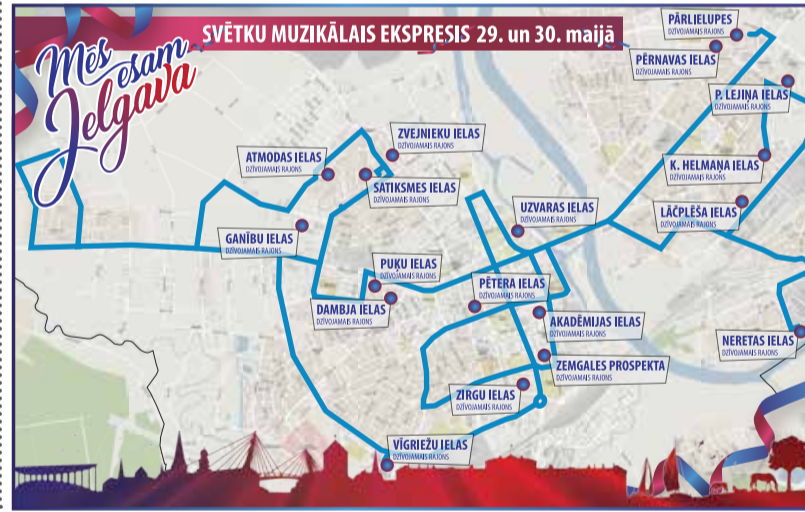 SVĒTKU MUZIKĀLAIS EKSPRESIS 29. un 30. maijā
Mēs esam
Jelgava
PĀRLIELUPES
DZĪVOJAMAIS RAJONS
PĒRNAVAS IELAS
DZĪVOJAMAIS RAJONS
P. LEJIŅA IELAS
DZĪVOJAMAIS RAJONS
ZVEJNIEKU IELAS
DZĪVOJAMAIS RAJONS
ATMODAS IELAS
DZĪVOJAMAIS RAJONS
SATIKSMES IELAS
DZĪVOJAMAIS RAJONS
K. HELMAŅA IELAS
DZĪVOJAMAIS RAJONS
UZVARAS IELAS
DZĪVOJAMAIS RAJONS
LĀČPLĒŠA IELAS
DZĪVOJAMAIS RAJONS
GANĪBU IELAS
DZĪVOJAMAIS RAJONS
PUĶU IELAS
DZĪVOJAMAIS RAJONS
PĒTERA IELAS
DZĪVOJAMAIS RAJONS
DAMBJA IELAS
DZĪVOJAMAIS RAJONS
AKADĒMIJAS IELAS
DZĪVOJAMAIS RAJONS
NERETAS IELAS
DZĪVOJAMAIS RAJONS
ZEMGALES PROSPEKTA
DZĪVOJAMAIS RAJONS
ZIRGU IELAS
DZĪVOJAMAIS RAJONS
VĪGRIEŽU IELAS
DZĪVOJAMAIS RAJONS